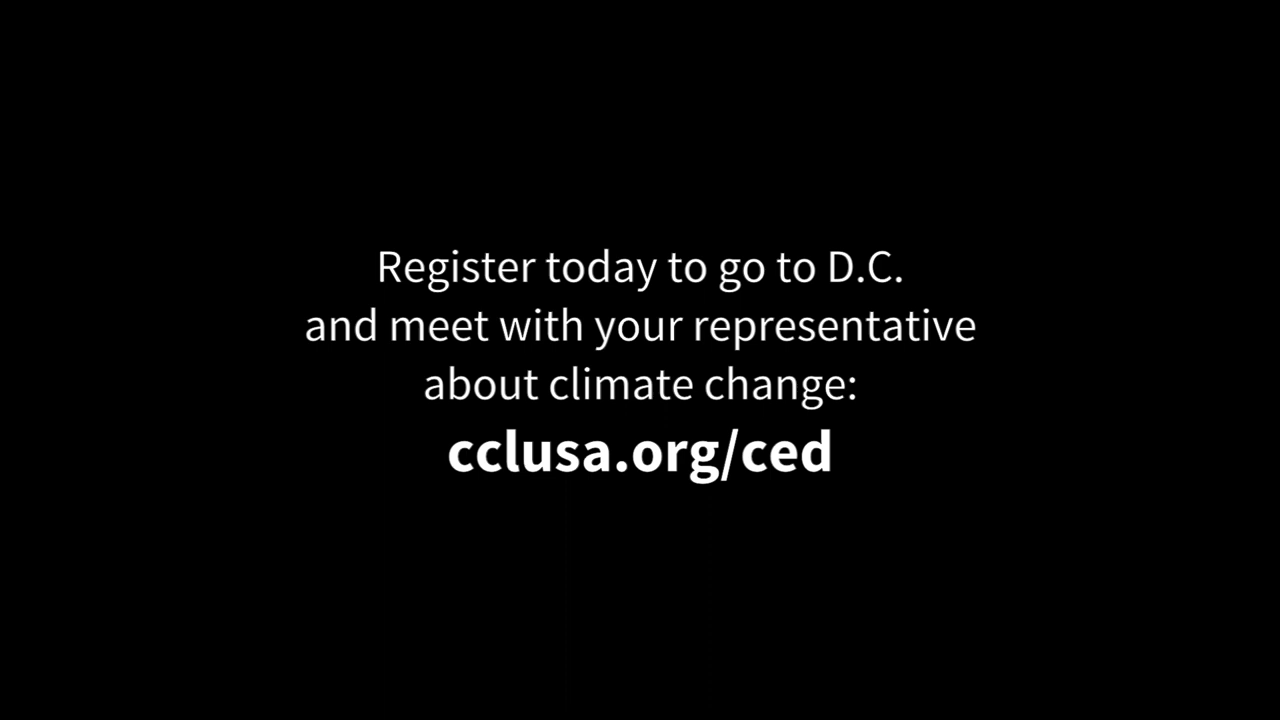 Register today to go to D.C.
and meet with your representative
about climate change:
cclusa.org/ced